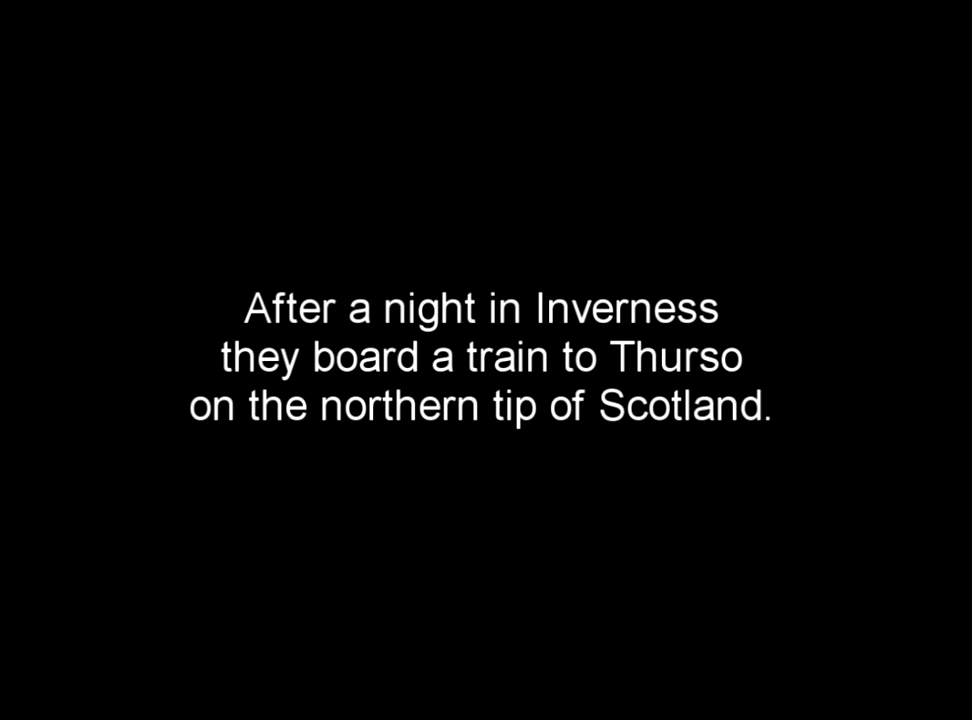 After a night in Inverness
they board a train to Thurso
on the northern tip of Scotland.